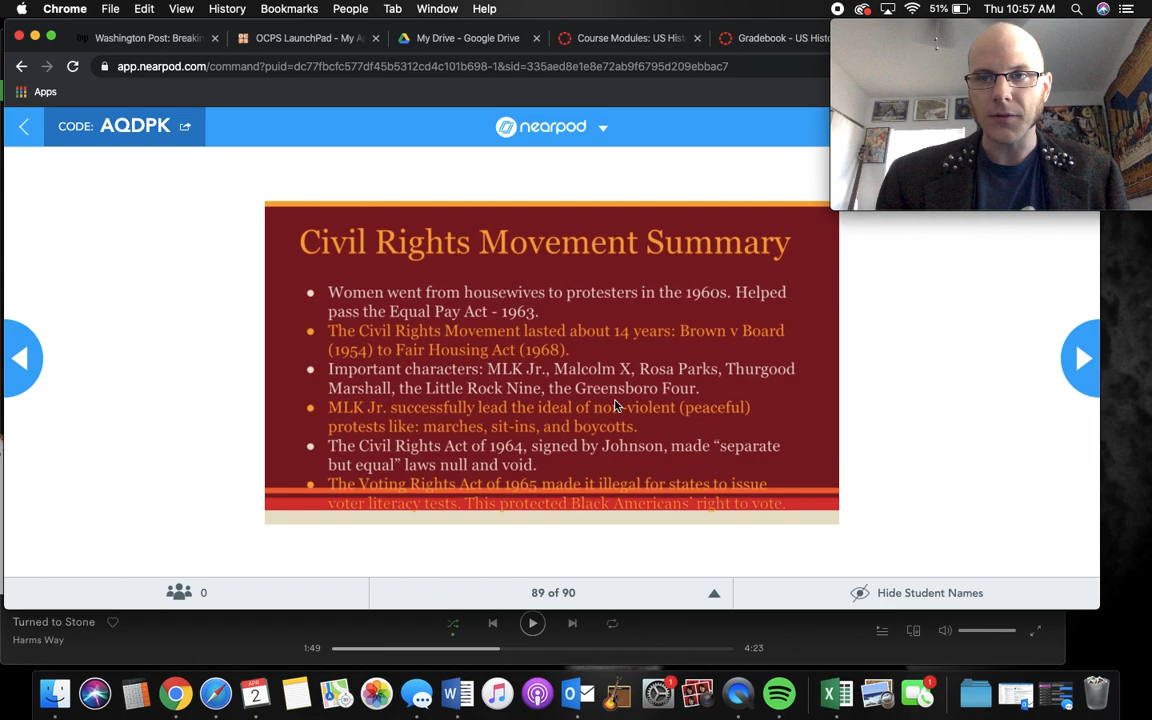 Chrome File Edit View History Bookmarks People Tab Window Help 51% Thu 10:57 AM
Washington Post: Breakin OCPS LaunchPad - My A My Drive - Google Drive Course Modules: US Hist Gradebook - US Histo
app.nearpod.com/command?puid=dc77fbcfc577df45b5312cd4c101b698-1&sid=335aed8e1e8e72ab9f6795d209ebbac7
Apps
CODE: AQDPK nearpod
Civil Rights Movement Summary
• Women went from housewives to protesters in the 1960s. Helped
pass the Equal Pay Act - 1963.
• The Civil Rights Movement lasted about 14 years: Brown v Board
(1954) to Fair Housing Act (1968).
• Important characters: MLK Jr., Malcolm X, Rosa Parks, Thurgood
Marshall, the Little Rock Nine, the Greensboro Four.
• MLK Jr. successfully lead the ideal of non-violent (peaceful)
protests like: marches, sit-ins, and boycotts.
• The Civil Rights Act of 1964, signed by Johnson, made “separate
but equal” laws null and void.
• The Voting Rights Act of 1965 made it illegal for states to issue
voter literacy tests. This protected Black Americans’ right to vote.
0 89 of 90 Hide Student Names
Turned to Stone
Harms Way
1:49 4:23
APR
2
1
1